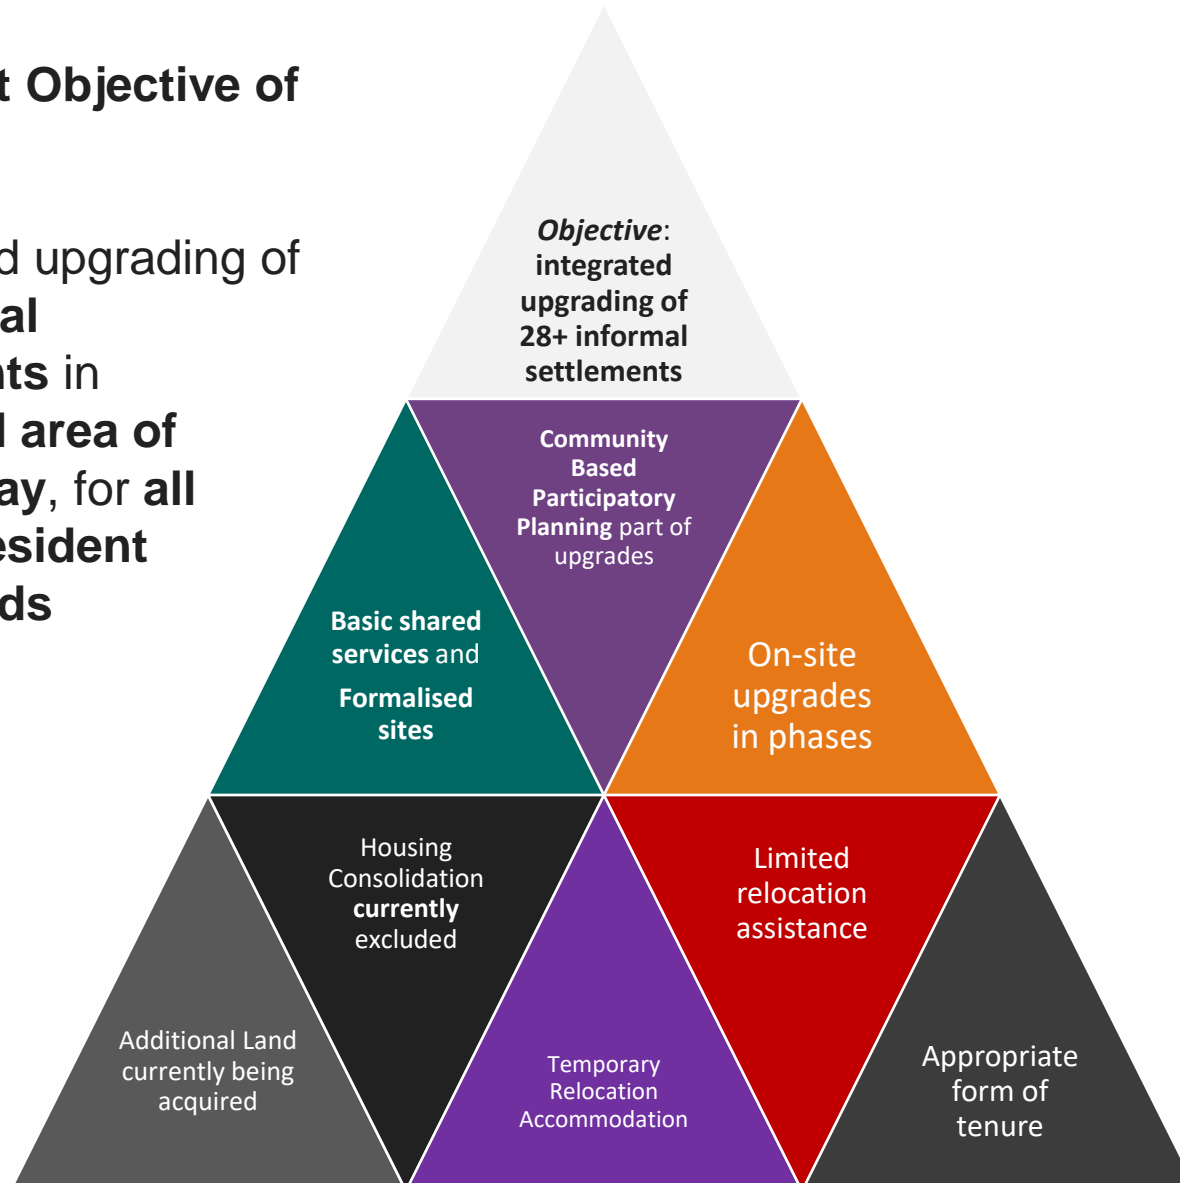 t Objective of
d upgrading of
al
nts in
l area of
ay, for all
esident
ds
Objective:
integrated
upgrading of
28+ informal
settlements
Community
Based
Participatory
Planning part of
upgrades
Basic shared
services and
Formalised
sites
On-site
upgrades
in phases
Housing
Consolidation
currently
excluded
Limited
relocation
assistance
Additional Land
currently being
acquired
Temporary
Relocation
Accommodation
Appropriate
form of
tenure